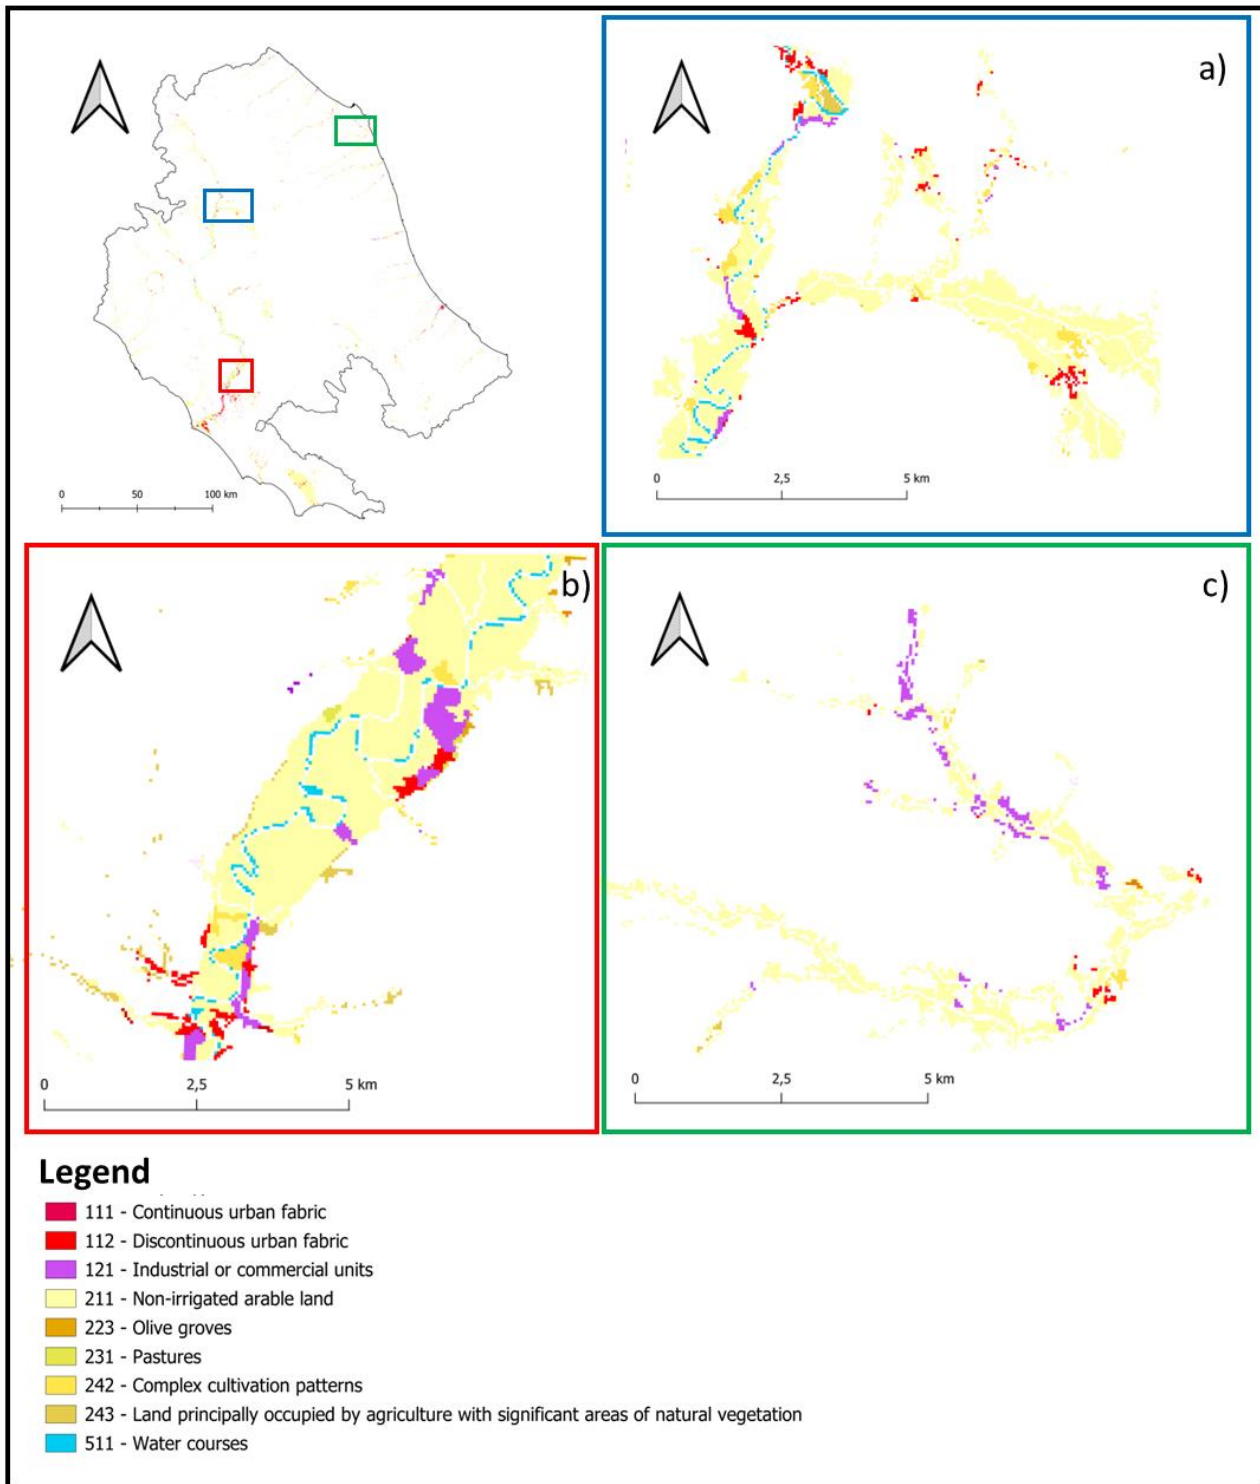 a)
0 50 100 km
0 2,5 5 km
b)
c)
0 2,5 5 km
0 2,5 5 km
Legend
111 - Continuous urban fabric
112 - Discontinuous urban fabric
121 - Industrial or commercial units
211 - Non-irrigated arable land
223 - Olive groves
231 - Pastures
242 - Complex cultivation patterns
243 - Land principally occupied by agriculture with significant areas of natural vegetation
511 - Water courses